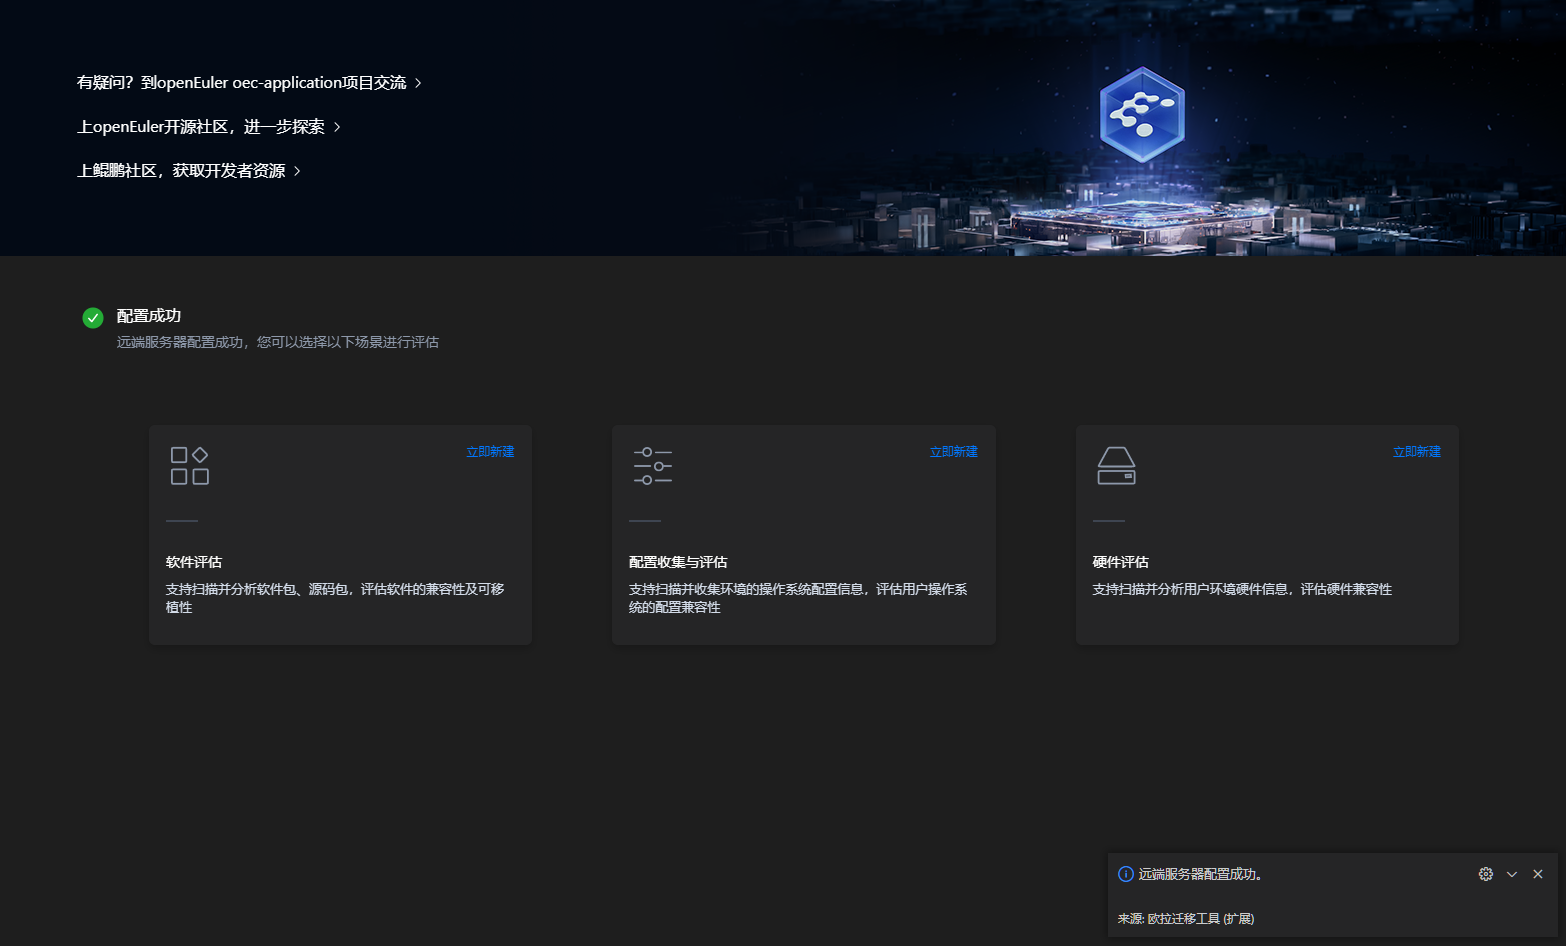 有疑问？到openEuler oec-application项目交流
上openEuler开源社区，进一步探索
上鲲鹏社区，获取开发者资源
配置成功
远端服务器配置成功，您可以选择以下场景进行评估
立即新建
软件评估
支持扫描并分析软件包、源码包，评估软件的兼容性及可移
植性
立即新建
配置收集与评估
支持扫描并收集环境的操作系统配置信息，评估用户操作系
统的配置兼容性
立即新建
硬件评估
支持扫描并分析用户环境硬件信息，评估硬件兼容性
远端服务器配置成功。
来源: 欧拉迁移工具 (扩展)